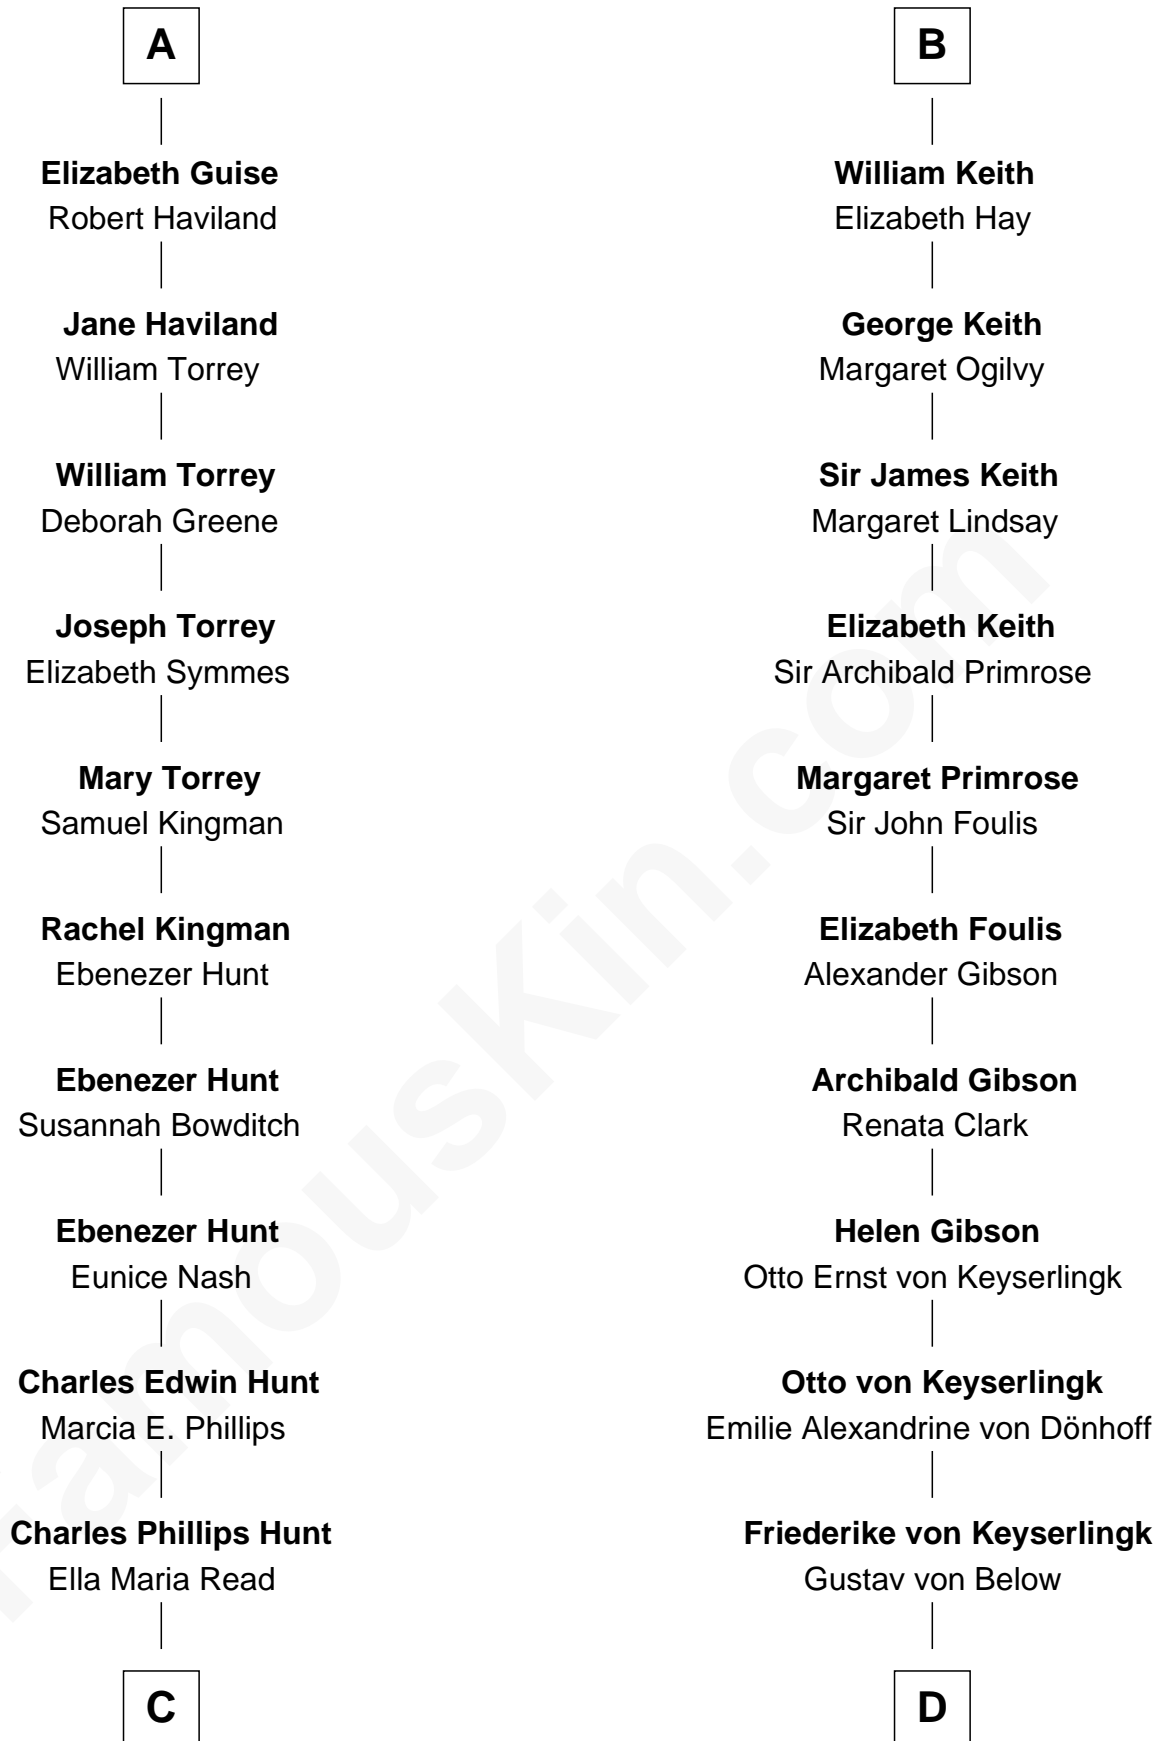 A
Elizabeth Guise
Robert Haviland
Jane Haviland
William Torrey
William Torrey
Deborah Greene
Joseph Torrey
Elizabeth Symmes
Mary Torrey
Samuel Kingman
Rachel Kingman
Ebenezer Hunt
Ebenezer Hunt
Susannah Bowditch
Ebenezer Hunt
Eunice Nash
Charles Edwin Hunt
Marcia E. Phillips
Charles Phillips Hunt
Ella Maria Read
C
B
William Keith
Elizabeth Hay
George Keith
Margaret Ogilvy
Sir James Keith
Margaret Lindsay
Elizabeth Keith
Sir Archibald Primrose
Margaret Primrose
Sir John Foulis
Elizabeth Foulis
Alexander Gibson
Archibald Gibson
Renata Clark
Helen Gibson
Otto Ernst von Keyserlingk
Otto von Keyserlingk
Emilie Alexandrine von Dönhoff
Friederike von Keyserlingk
Gustav von Below
D
FamousKin.com